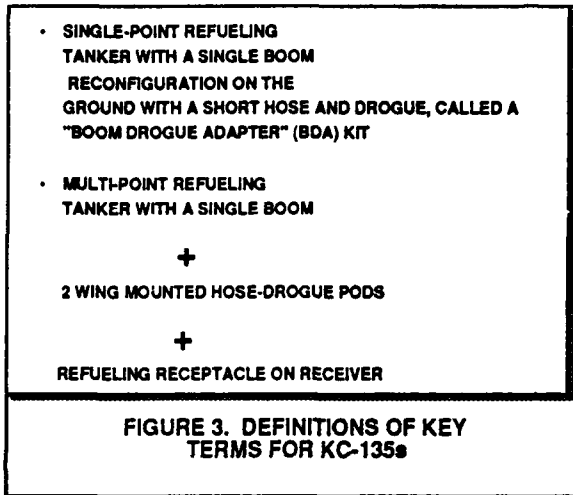 • SINGLE-POINT REFUELING
TANKER WITH A SINGLE BOOM
RECONFIGURATION ON THE
GROUND WITH A SHORT HOSE AND DROGUE, CALLED A
"BOOM DROGUE ADAPTER" (BDA) KIT
• MULTI-POINT REFUELING
TANKER WITH A SINGLE BOOM
+
2 WING MOUNTED HOSE-DROGUE PODS
+
REFUELING RECEPTACLE ON RECEIVER
FIGURE 3. DEFINITIONS OF KEY
TERMS FOR KC-135s